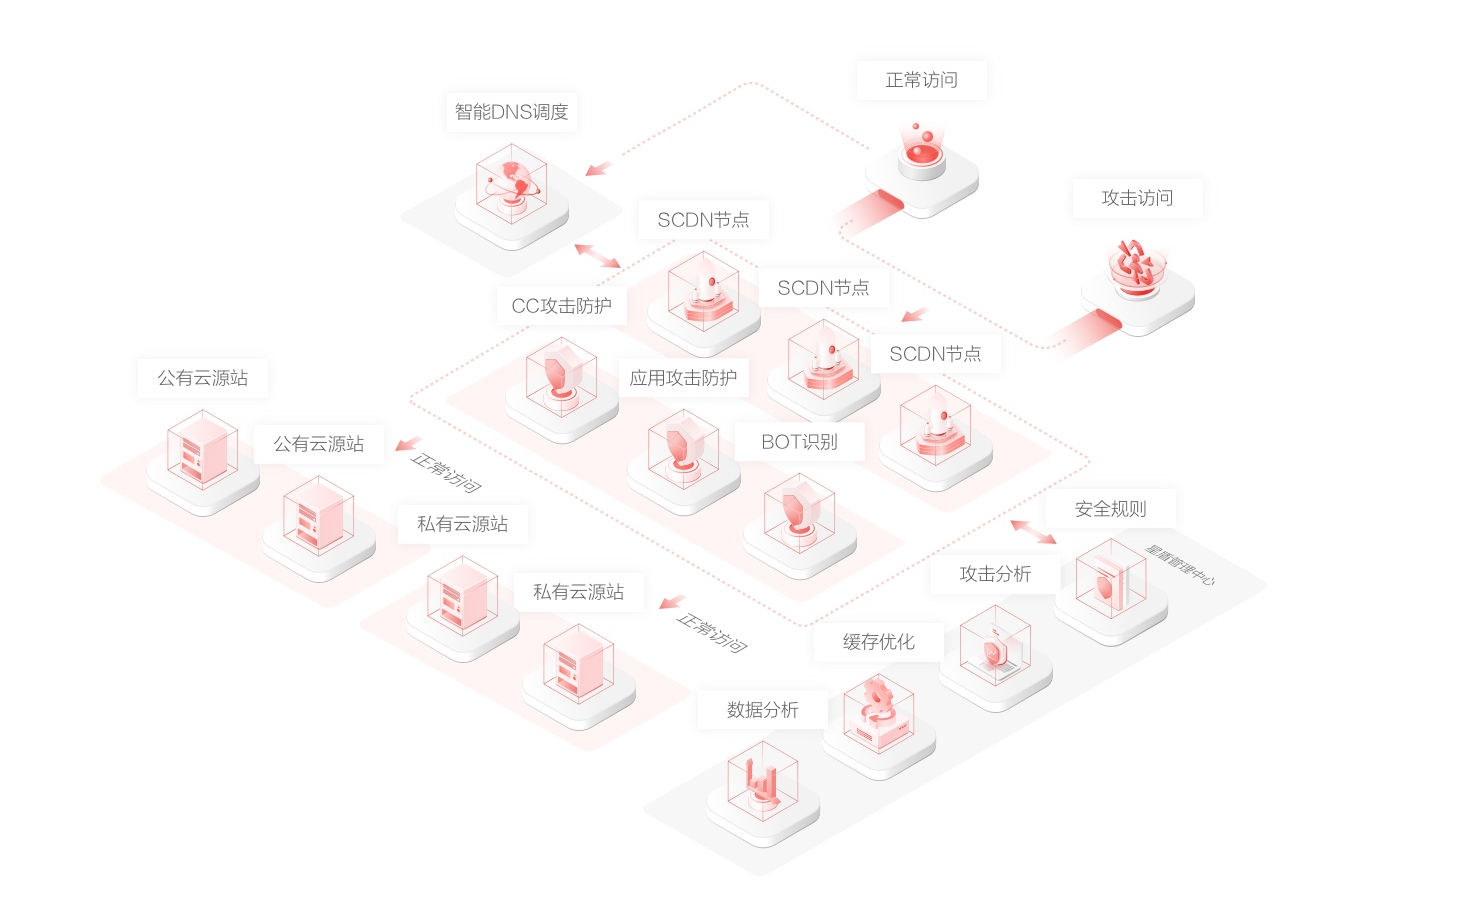 正常访问
智能DNS调度
攻击访问
SCDN节点
SCDN节点
CC攻击防护
SCDN节点
应用攻击防护
公有云源站
BOT识别
公有云源站
正常访问
安全规则
私有云源站
星盾管理中心
攻击分析
私有云源站
正常访问
缓存优化
数据分析